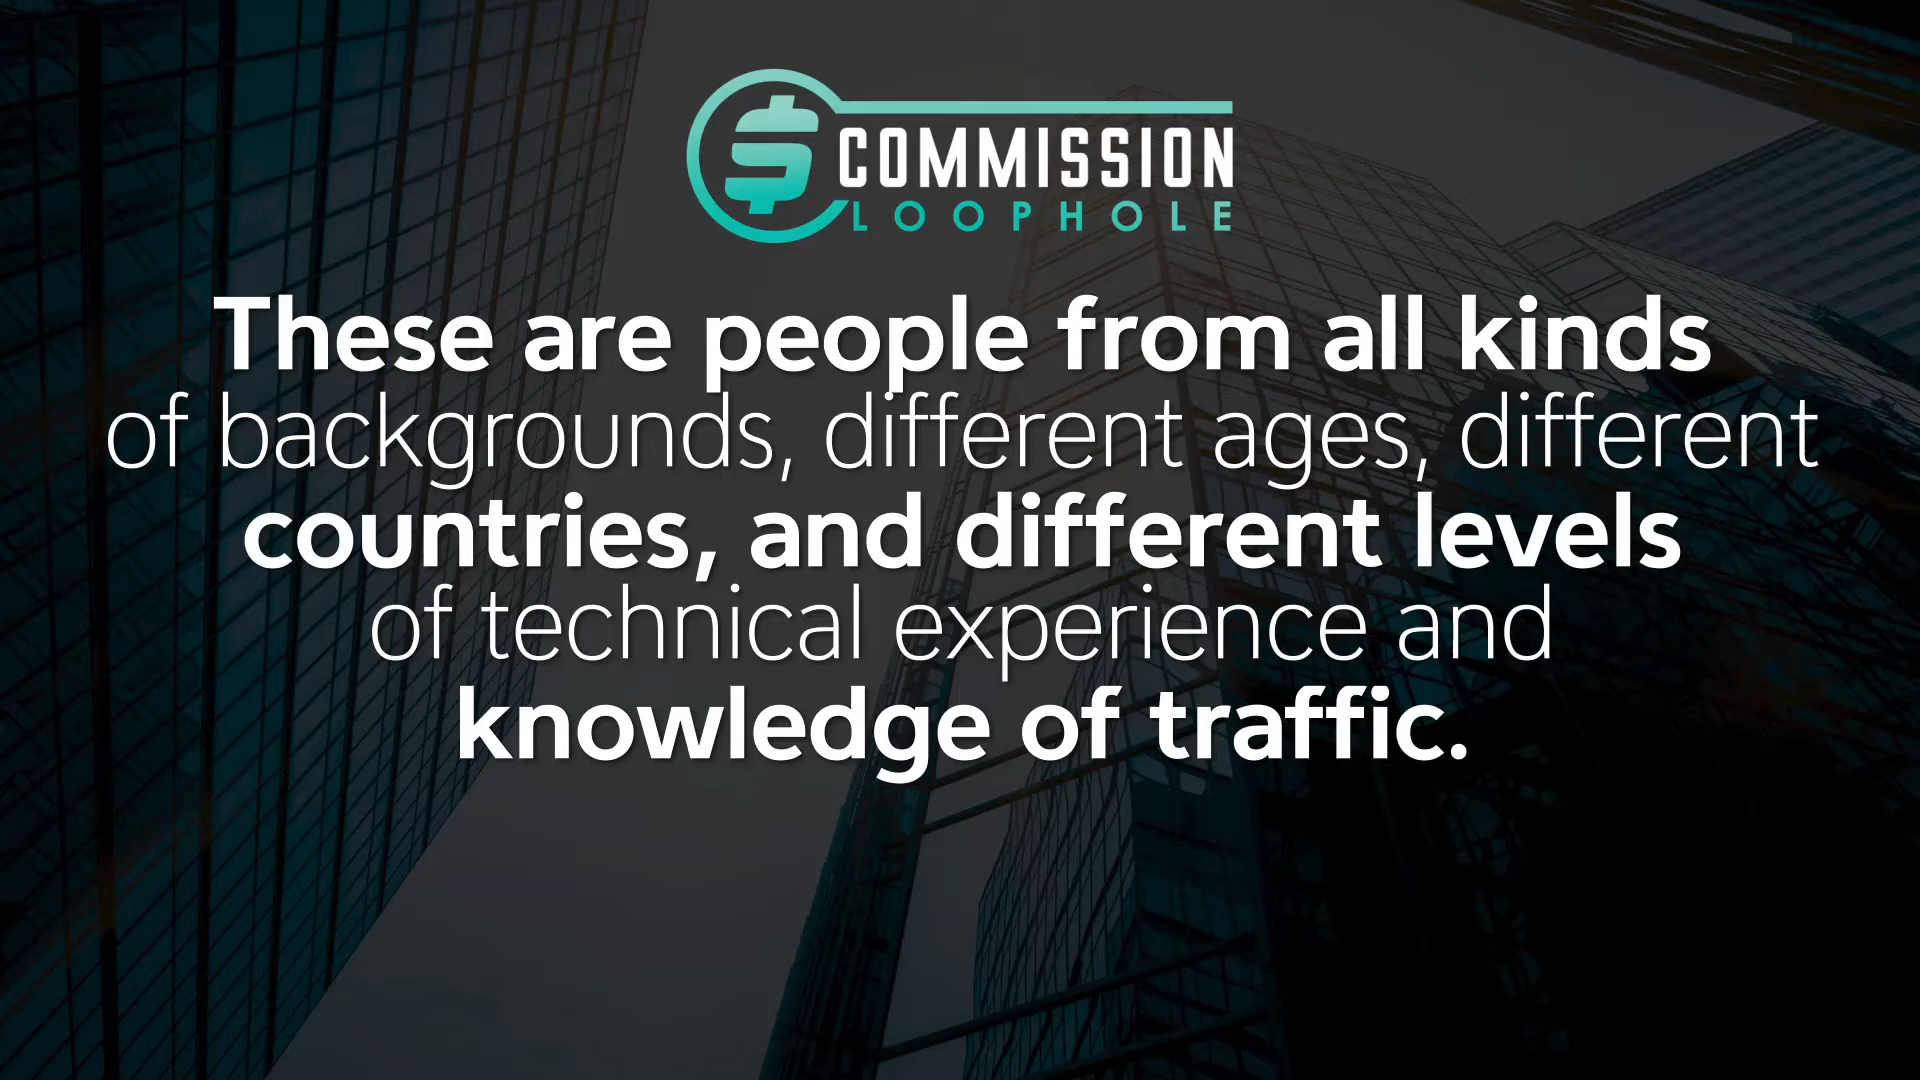 COMMISSION
LOOPHOLE
These are people from all kinds
of backgrounds, different ages, different
countries, and different levels
of technical experience and
knowledge of traffic.